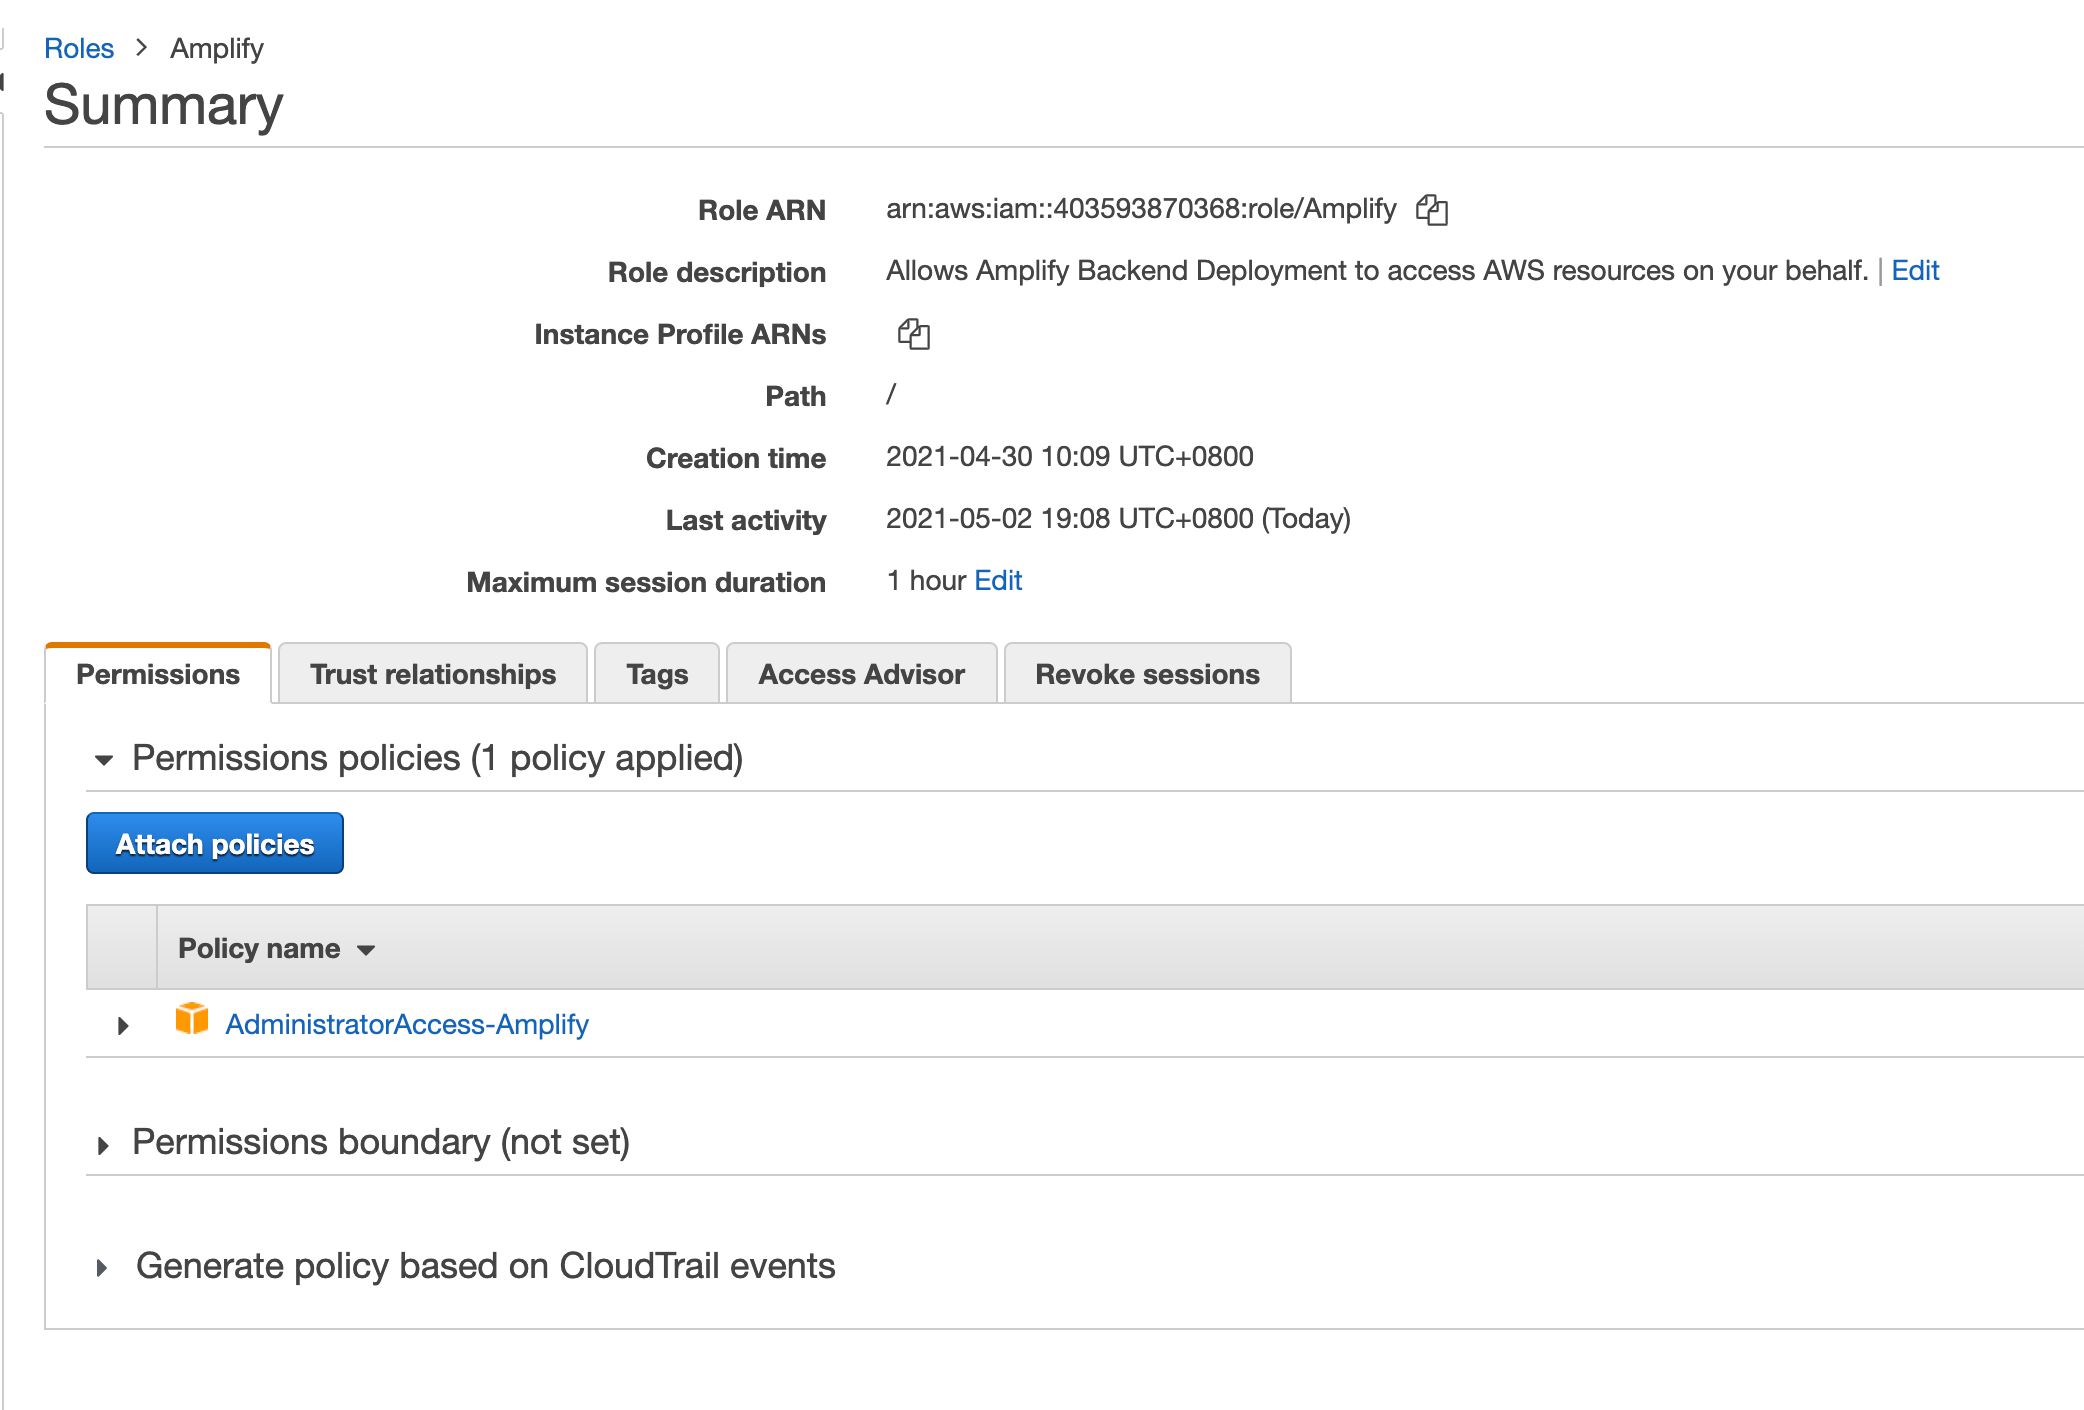 Roles > Amplify
Summary
Role ARN arn:aws:iam::403593870368:role/Amplify
Role description Allows Amplify Backend Deployment to access AWS resources on your behalf. | Edit
Instance Profile ARNs
Path /
Creation time 2021-04-30 10:09 UTC+0800
Last activity 2021-05-02 19:08 UTC+0800 (Today)
Maximum session duration 1 hour Edit
Permissions Trust relationships Tags Access Advisor Revoke sessions
Permissions policies (1 policy applied)
Attach policies
Policy name
AdministratorAccess-Amplify
Permissions boundary (not set)
Generate policy based on CloudTrail events